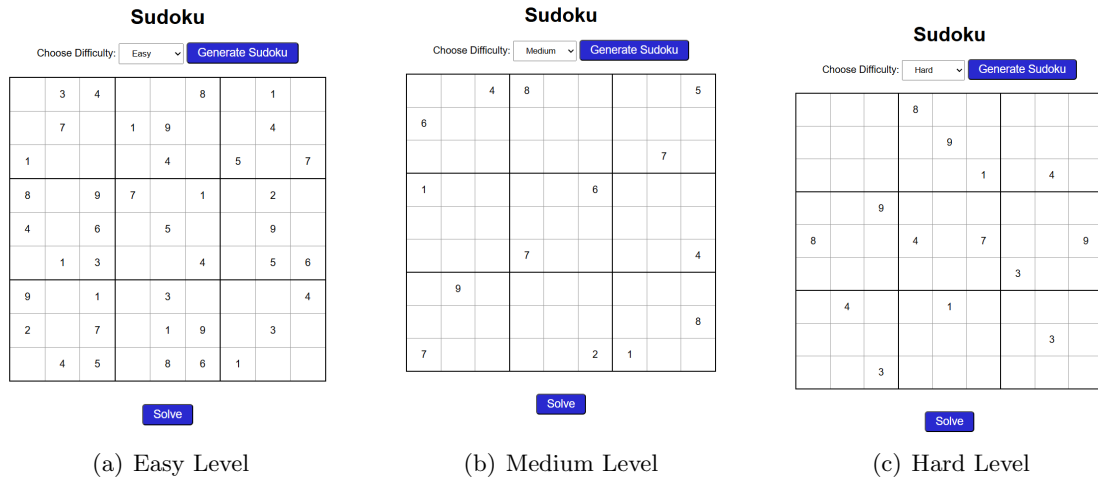 Sudoku
Choose Difficulty: Easy Generate Sudoku
3 4 8 1
7 1 9 4
1 4 5 7
8 9 7 1 2
4 6 5 9
1 3 4 5 6
9 1 3 4
2 7 1 9 3
4 5 8 6 1
Solve
(a) Easy Level
Sudoku
Choose Difficulty: Medium Generate Sudoku
4 8 5
6
7
1 6
7 4
9
8
7 2 1
Solve
(b) Medium Level
Sudoku
Choose Difficulty: Hard Generate Sudoku
8
9
1 4
9
8 4 7 9
3
4 1
3
3
Solve
(c) Hard Level